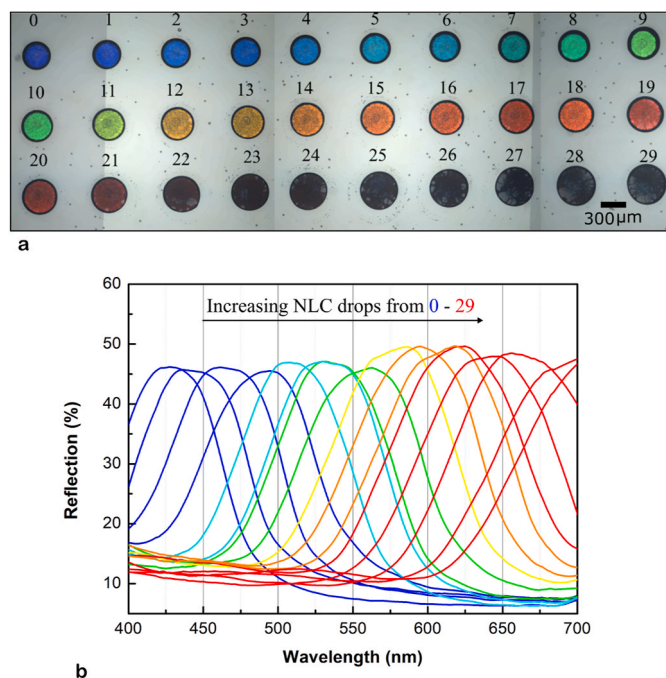 0 1 2 3 4 5 6 7 8 9
10 11 12 13 14 15 16 17 18 19
20 21 22 23 24 25 26 27 28 29
300µm
a
60
Increasing NLC drops from 0 - 29
50
40
30
20
10
Reflection (%)
400 450 500 550 600 650 700
Wavelength (nm)
b